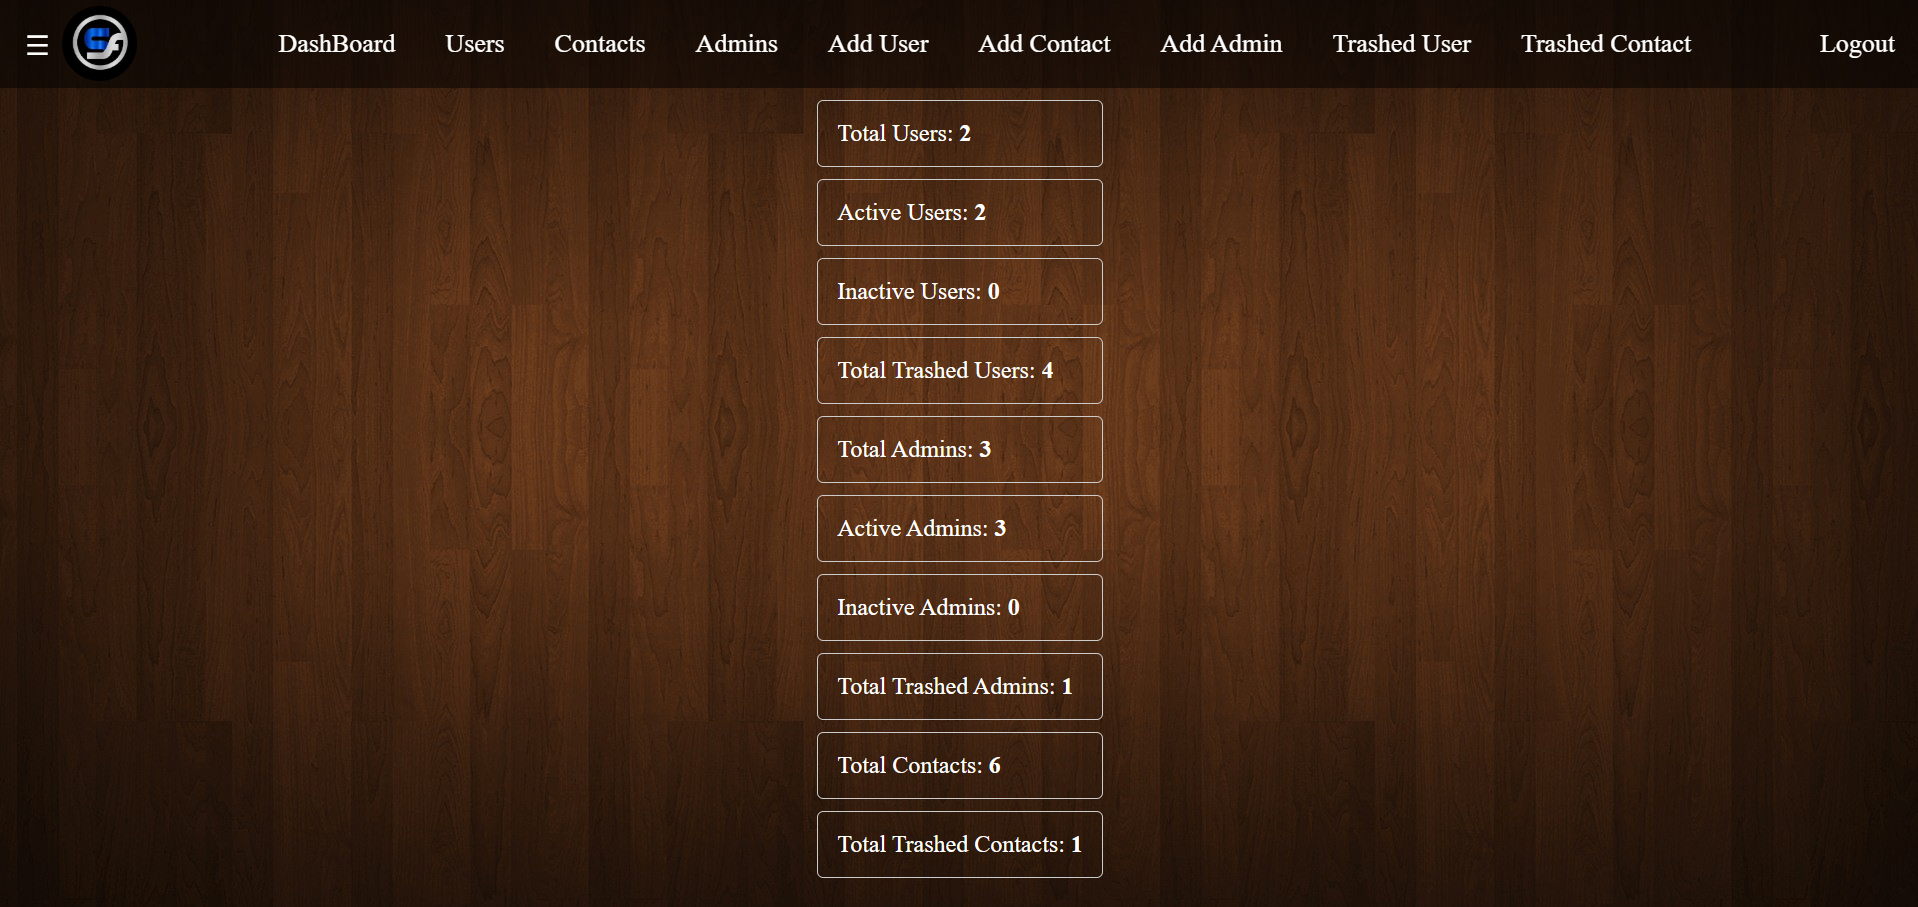 ☰ DashBoard Users Contacts Admins Add User Add Contact Add Admin Trashed User Trashed Contact Logout
Total Users: 2
Active Users: 2
Inactive Users: 0
Total Trashed Users: 4
Total Admins: 3
Active Admins: 3
Inactive Admins: 0
Total Trashed Admins: 1
Total Contacts: 6
Total Trashed Contacts: 1